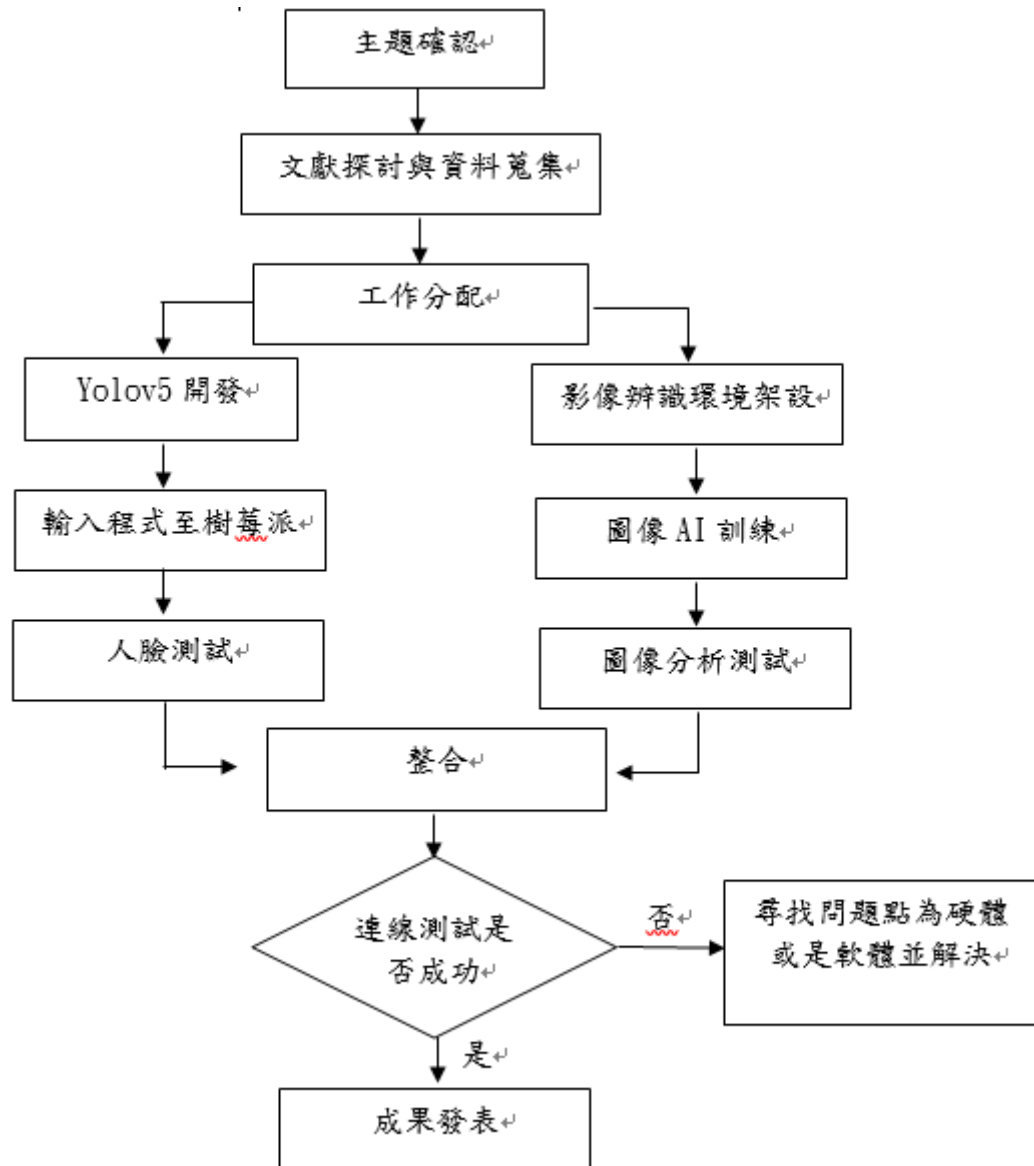 主題確認
文獻探討與資料蒐集
工作分配
Yolov5 開發
影像辨識環境架設
輸入程式至樹莓派
圖像 AI 訓練
人臉測試
圖像分析測試
整合
連線測試是
否成功
否
尋找問題點為硬體
或是軟體並解決
是
成果發表